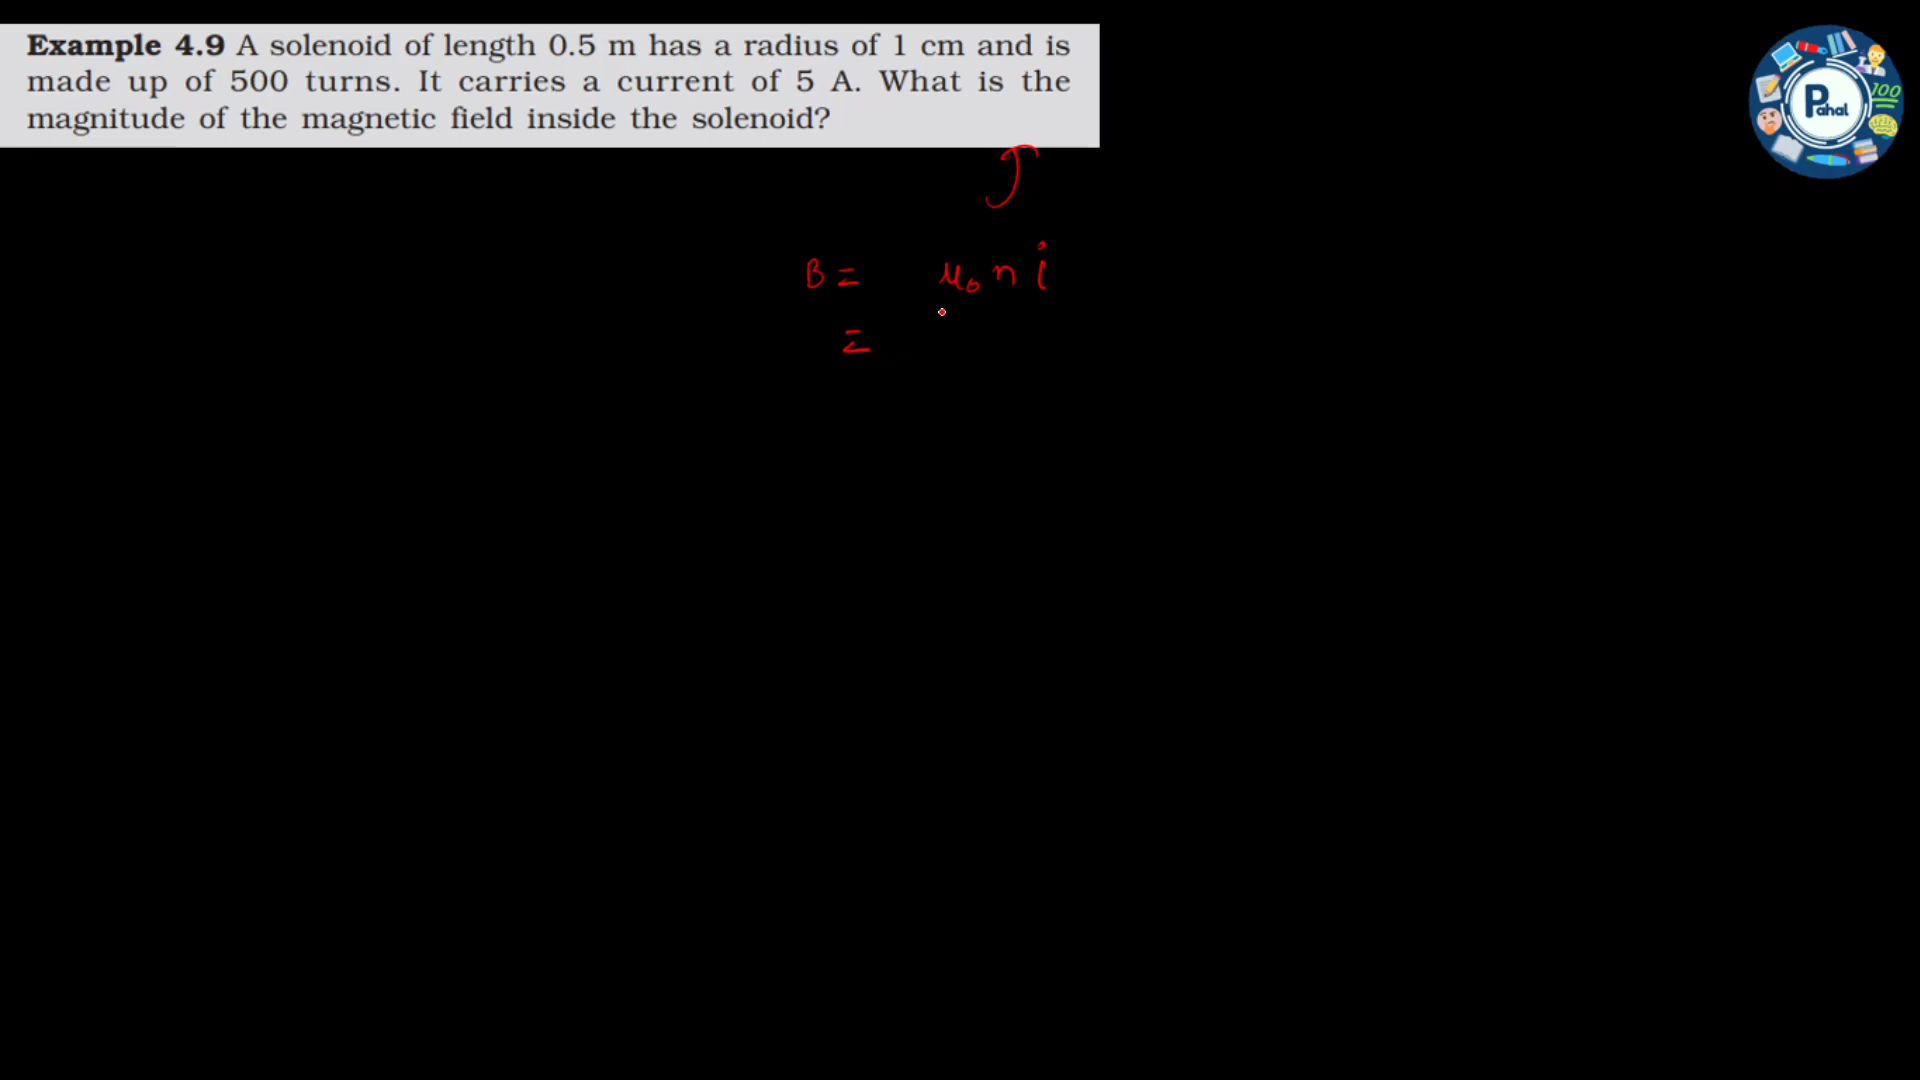 Example 4.9 A solenoid of length 0.5 m has a radius of 1 cm and is
made up of 500 turns. It carries a current of 5 A. What is the
magnitude of the magnetic field inside the solenoid?
B = μ₀ n i
=
Pahal
100